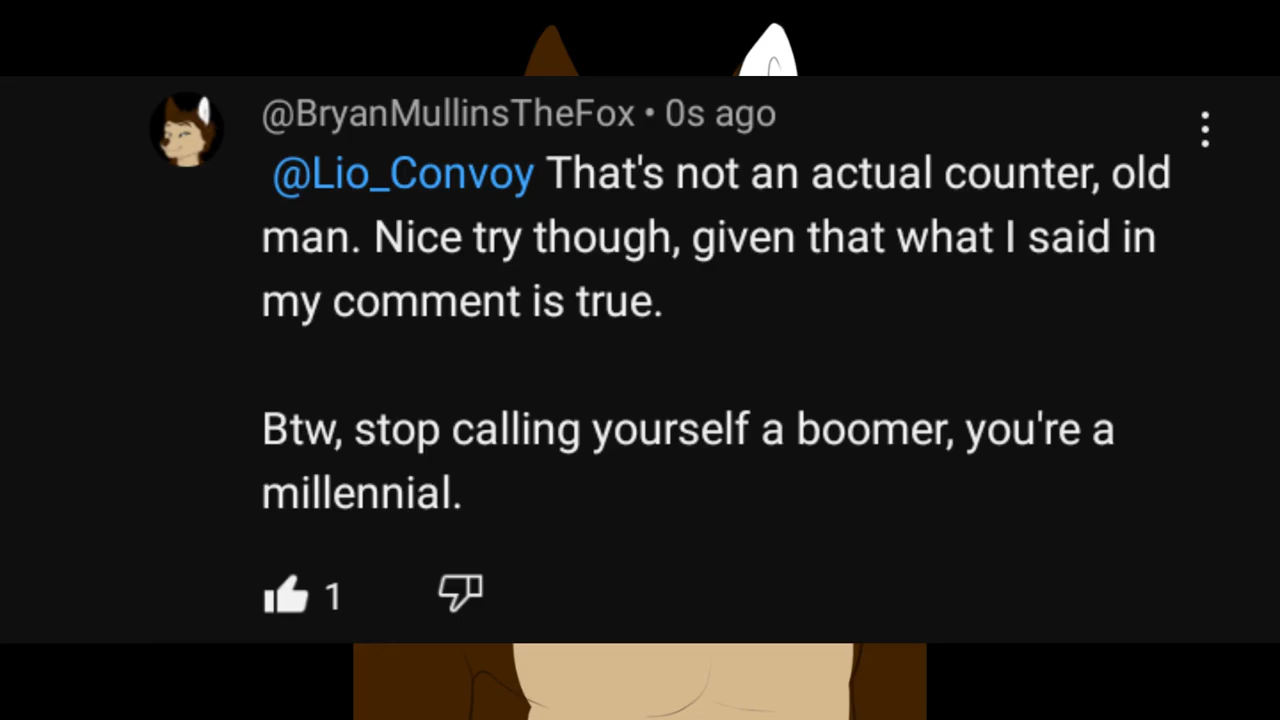 @BryanMullinsTheFox • 0s ago
@Lio_Convoy That's not an actual counter, old
man. Nice try though, given that what I said in
my comment is true.
Btw, stop calling yourself a boomer, you're a
millennial.
1